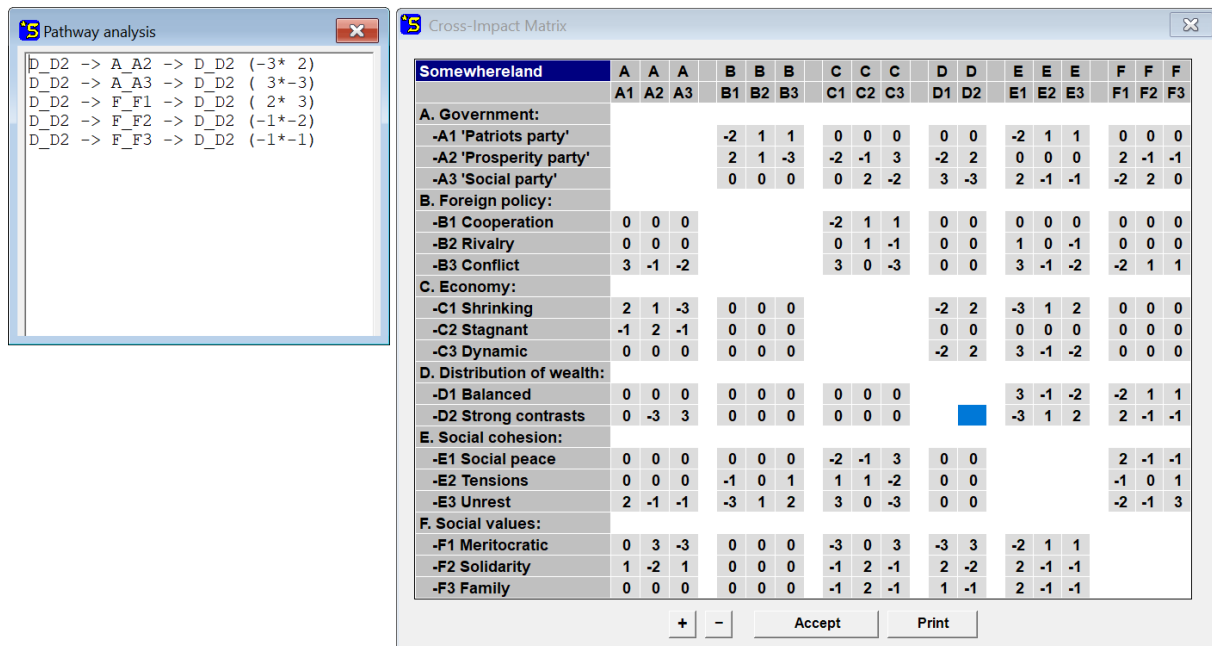 Pathway analysis
D_D2 -> A_A2 -> D_D2 (-3* 2)
D_D2 -> A_A3 -> D_D2 ( 3*-3)
D_D2 -> F_F1 -> D_D2 ( 2* 3)
D_D2 -> F_F2 -> D_D2 (-1*-2)
D_D2 -> F_F3 -> D_D2 (-1*-1)
Cross-Impact Matrix
Somewhereland A A A B B B C C C D D E E E F F F
A1 A2 A3 B1 B2 B3 C1 C2 C3 D1 D2 E1 E2 E3 F1 F2 F3
A. Government:
-A1 'Patriots party' -2 1 1 0 0 0 0 0 -2 1 1 0 0 0
-A2 'Prosperity party' 2 1 -3 -2 -1 3 -2 2 0 0 0 2 -1 -1
-A3 'Social party' 0 0 0 0 2 -2 3 -3 2 -1 -1 -2 2 0
B. Foreign policy:
-B1 Cooperation 0 0 0 -2 1 1 0 0 0 0 0 0 0 0
-B2 Rivalry 0 0 0 0 1 -1 0 0 1 0 -1 0 0 0
-B3 Conflict 3 -1 -2 3 0 -3 0 0 3 -1 -2 -2 1 1
C. Economy:
-C1 Shrinking 2 1 -3 0 0 0 -2 2 -3 1 2 0 0 0
-C2 Stagnant -1 2 -1 0 0 0 0 0 0 0 0 0 0 0
-C3 Dynamic 0 0 0 0 0 0 -2 2 3 -1 -2 0 0 0
D. Distribution of wealth:
-D1 Balanced 0 0 0 0 0 0 0 0 0 3 -1 -2 -2 1 1
-D2 Strong contrasts 0 -3 3 0 0 0 0 0 0 -3 1 2 2 -1 -1
E. Social cohesion:
-E1 Social peace 0 0 0 0 0 0 -2 -1 3 0 0 2 -1 -1
-E2 Tensions 0 0 0 -1 0 1 1 1 -2 0 0 -1 0 1
-E3 Unrest 2 -1 -1 -3 1 2 3 0 -3 0 0 -2 -1 3
F. Social values:
-F1 Meritocratic 0 3 -3 0 0 0 -3 0 3 -3 3 -2 1 1
-F2 Solidarity 1 -2 1 0 0 0 -1 2 -1 2 -2 2 -1 -1
-F3 Family 0 0 0 0 0 0 -1 2 -1 1 -1 2 -1 -1
+ − Accept Print